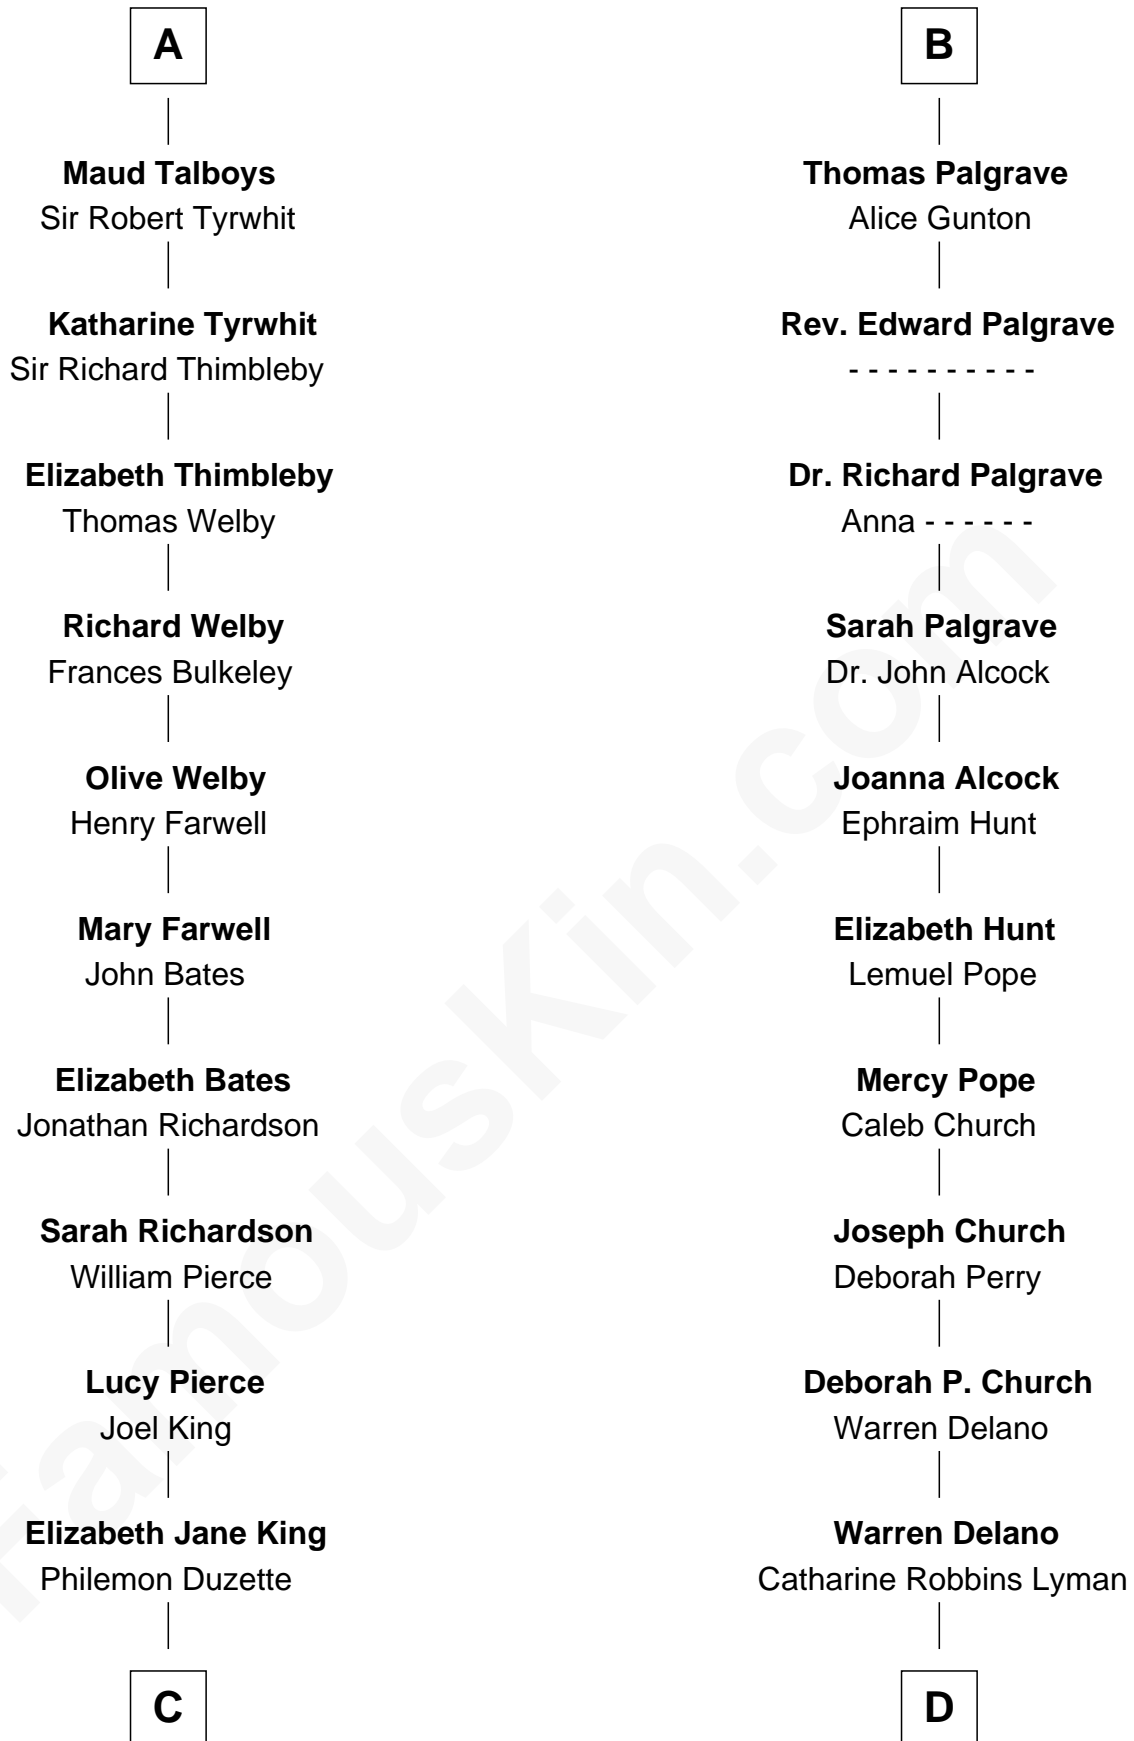 A
Maud Talboys
Sir Robert Tyrwhit
Katharine Tyrwhit
Sir Richard Thimbleby
Elizabeth Thimbleby
Thomas Welby
Richard Welby
Frances Bulkeley
Olive Welby
Henry Farwell
Mary Farwell
John Bates
Elizabeth Bates
Jonathan Richardson
Sarah Richardson
William Pierce
Lucy Pierce
Joel King
Elizabeth Jane King
Philemon Duzette
C
B
Thomas Palgrave
Alice Gunton
Rev. Edward Palgrave
- - - - - - - - - -
Dr. Richard Palgrave
Anna - - - - - -
Sarah Palgrave
Dr. John Alcock
Joanna Alcock
Ephraim Hunt
Elizabeth Hunt
Lemuel Pope
Mercy Pope
Caleb Church
Joseph Church
Deborah Perry
Deborah P. Church
Warren Delano
Warren Delano
Catharine Robbins Lyman
D
FamousKin.com